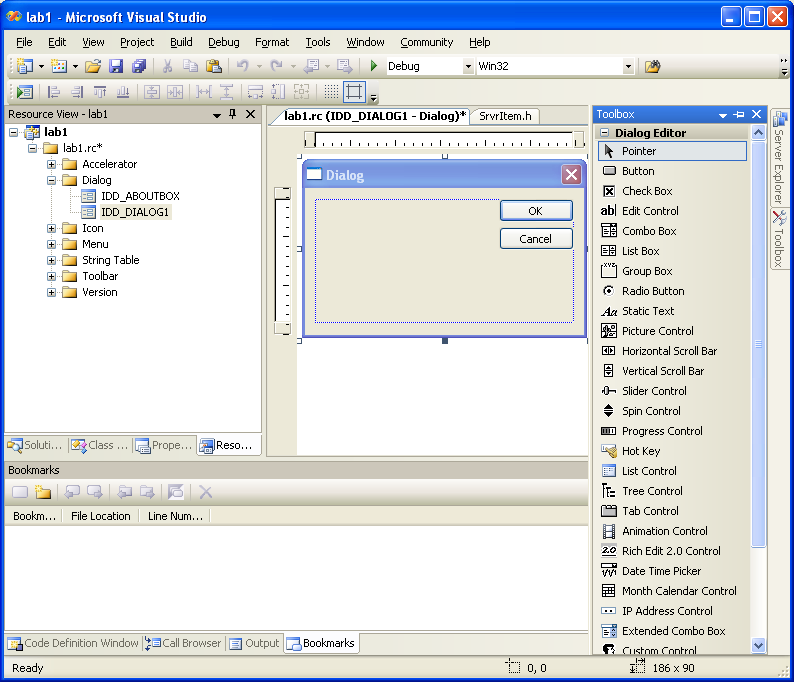 lab1 - Microsoft Visual Studio
File Edit View Project Build Debug Format Tools Window Community Help
Debug Win32
Resource View - lab1
lab1
lab1.rc*
Accelerator
Dialog
IDD_ABOUTBOX
IDD_DIALOG1
Icon
Menu
String Table
Toolbar
Version
Soluti... Class ... Prope... Reso...
lab1.rc (IDD_DIALOG1 - Dialog)* SrvrItem.h
Dialog
OK
Cancel
Toolbox
Dialog Editor
Pointer
Button
Check Box
ab| Edit Control
Combo Box
List Box
xyz Group Box
Radio Button
Aa Static Text
Picture Control
Horizontal Scroll Bar
Vertical Scroll Bar
Slider Control
Spin Control
Progress Control
Hot Key
List Control
Tree Control
Tab Control
Animation Control
2.0 Rich Edit 2.0 Control
Date Time Picker
Month Calendar Control
IP Address Control
Extended Combo Box
Custom Control
Server Explorer
Toolbox
Bookmarks
Bookm... File Location Line Num...
Code Definition Window Call Browser Output Bookmarks
Ready 0, 0 186 x 90